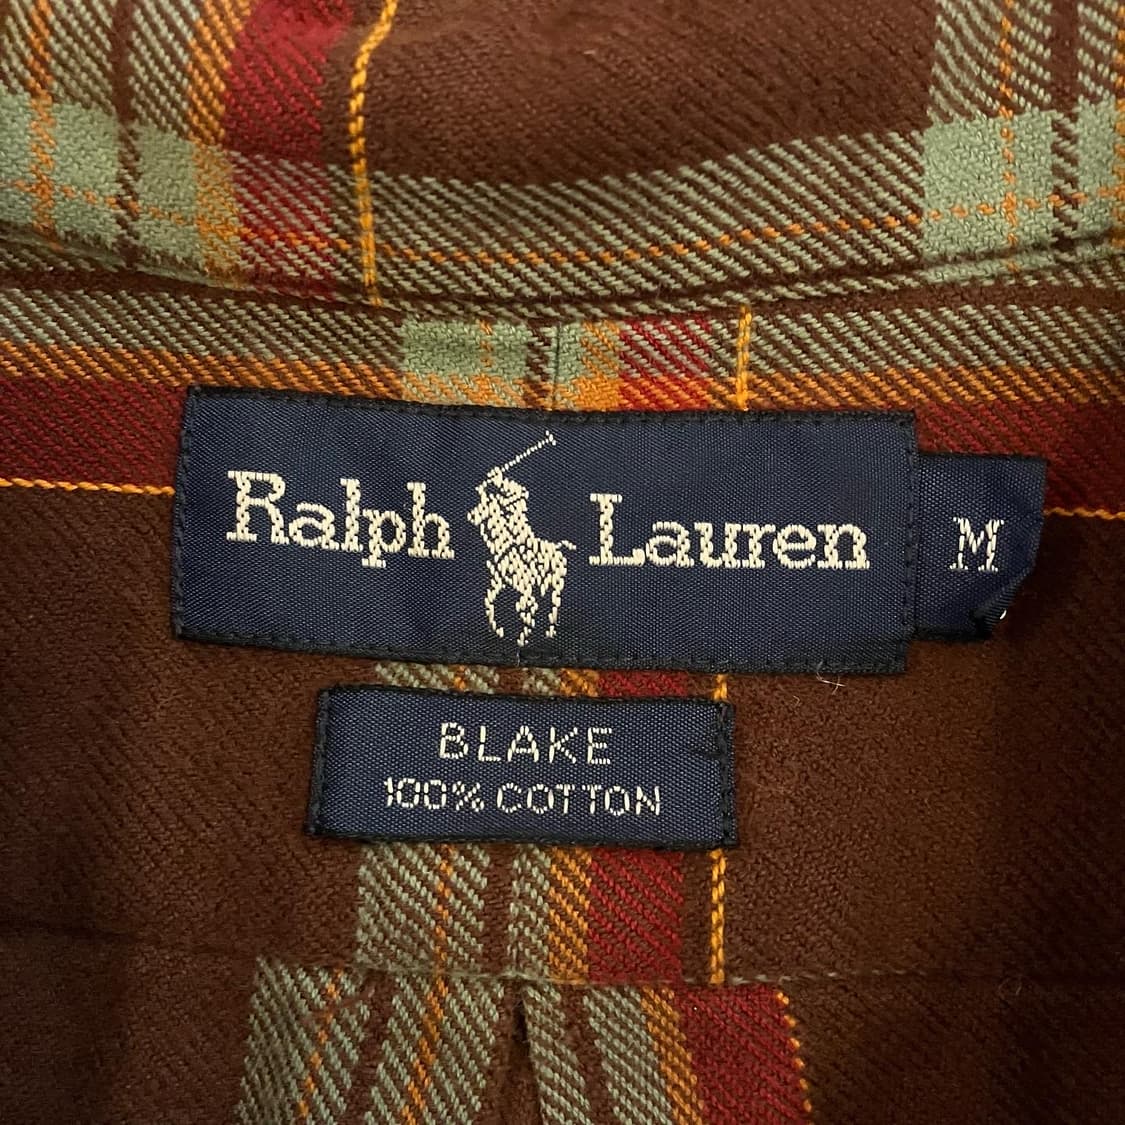 Ralph Lauren M
BLAKE
100% COTTON